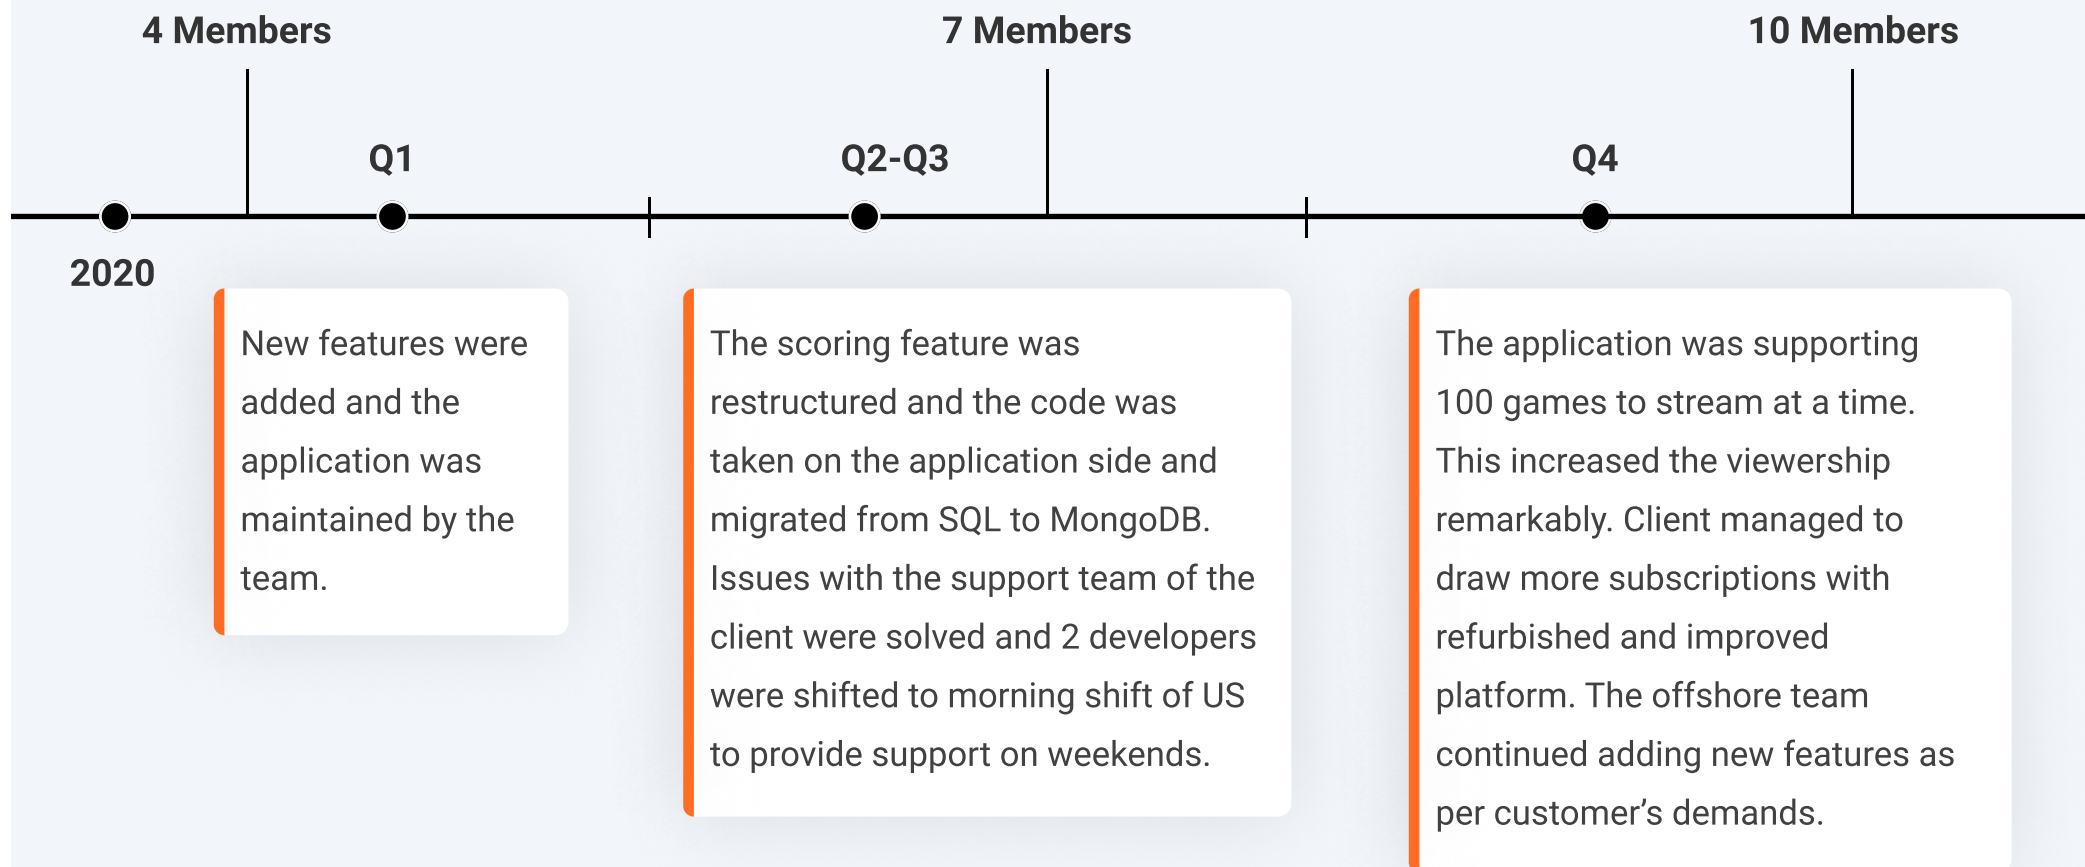 4 Members
7 Members
10 Members
Q1
Q2-Q3
Q4
2020
New features were
added and the
application was
maintained by the
team.
The scoring feature was
restructured and the code was
taken on the application side and
migrated from SQL to MongoDB.
Issues with the support team of the
client were solved and 2 developers
were shifted to morning shift of US
to provide support on weekends.
The application was supporting
100 games to stream at a time.
This increased the viewership
remarkably. Client managed to
draw more subscriptions with
refurbished and improved
platform. The offshore team
continued adding new features as
per customer’s demands.